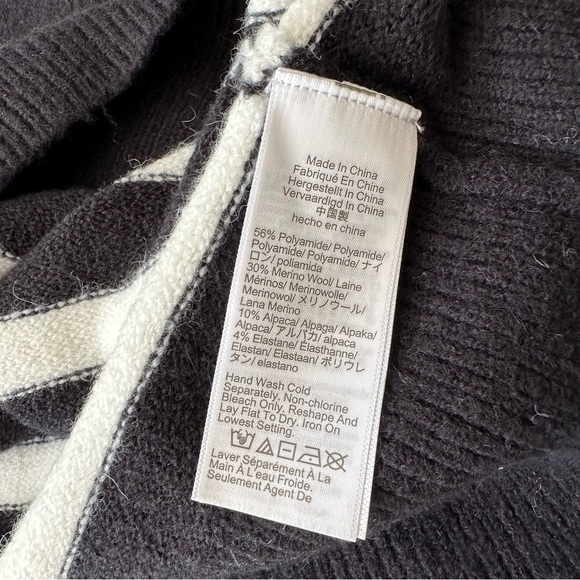 Made In China
Fabriqué En Chine
Hergestellt In China
Vervaardigd In China
中国製
hecho en china
56% Polyamide/ Polyamide/
Polyamide/ Polyamide/ ナイ
ロン/ poliamida
30% Merino Wool/ Laine
Mérinos/ Merinowolle/
Merinowol/ メリノウール/
Lana Merino
10% Alpaca/ Alpaga/ Alpaka/
Alpaca/ アルパカ/ alpaca
4% Elastane/ Élasthanne/
Elastan/ Elastaan/ ポリウレ
タン/ elastano
Hand Wash Cold
Separately. Non-chlorine
Bleach Only. Reshape And
Lay Flat To Dry. Iron On
Lowest Setting.
Laver Séparément À La
Main À L'eau Froide.
Seulement Agent De